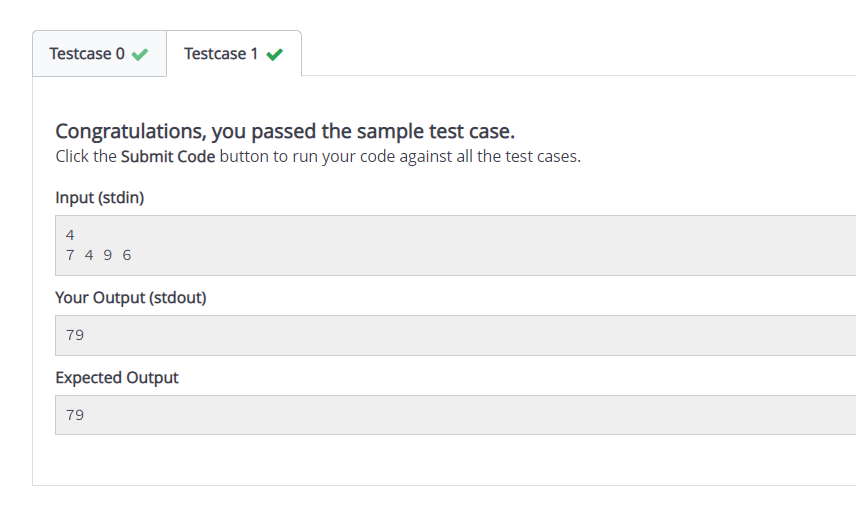 Testcase 0 Testcase 1
Congratulations, you passed the sample test case.
Click the Submit Code button to run your code against all the test cases.
Input (stdin)
4
7 4 9 6
Your Output (stdout)
79
Expected Output
79